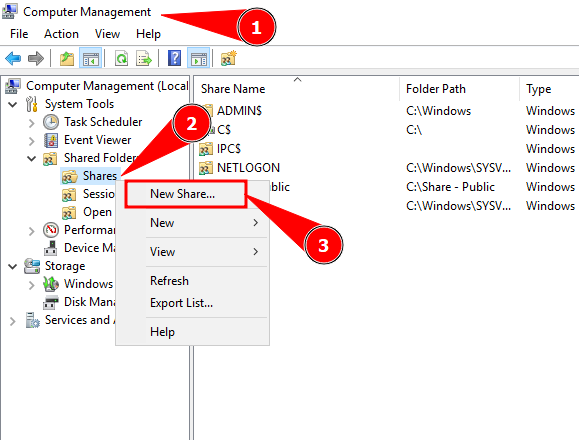 Computer Management
1
File Action View Help
Computer Management (Local
System Tools
Task Scheduler
Event Viewer
Shared Folder
Shares
Sessio
Open
Performa
Device Ma
Storage
Windows
Disk Mana
Services and A
2
New Share...
New
View
Refresh
Export List...
Help
3
Share Name Folder Path Type
ADMIN$ C:\Windows Windows
C$ C:\ Windows
IPC$ Windows
NETLOGON C:\Windows\SYSV... Windows
blic C:\Share - Public Windows
C:\Windows\SYSV... Windows